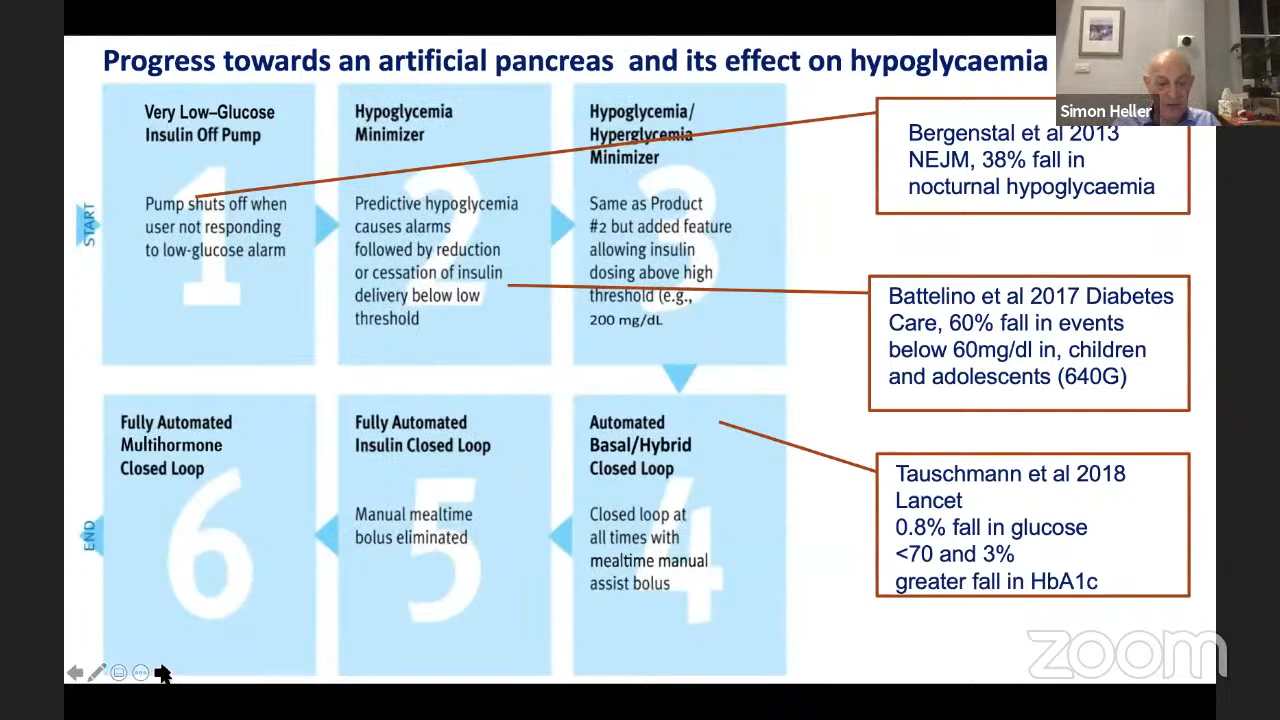 Progress towards an artificial pancreas and its effect on hypoglycaemia
Simon Heller
START
Very Low–Glucose
Insulin Off Pump
1
Pump shuts off when
user not responding
to low-glucose alarm
Hypoglycemia
Minimizer
2
Predictive hypoglycemia
causes alarms
followed by reduction
or cessation of insulin
delivery below low
threshold
Hypoglycemia/
Hyperglycemia
Minimizer
3
Same as Product
#2 but added feature
allowing insulin
dosing above high
threshold (e.g.,
200 mg/dL
Bergenstal et al 2013
NEJM, 38% fall in
nocturnal hypoglycaemia
Battelino et al 2017 Diabetes
Care, 60% fall in events
below 60mg/dl in, children
and adolescents (640G)
Automated
Basal/Hybrid
Closed Loop
4
Closed loop at
all times with
mealtime manual
assist bolus
Tauschmann et al 2018
Lancet
0.8% fall in glucose
<70 and 3%
greater fall in HbA1c
Fully Automated
Insulin Closed Loop
5
Manual mealtime
bolus eliminated
Fully Automated
Multihormone
Closed Loop
6
END
zoom